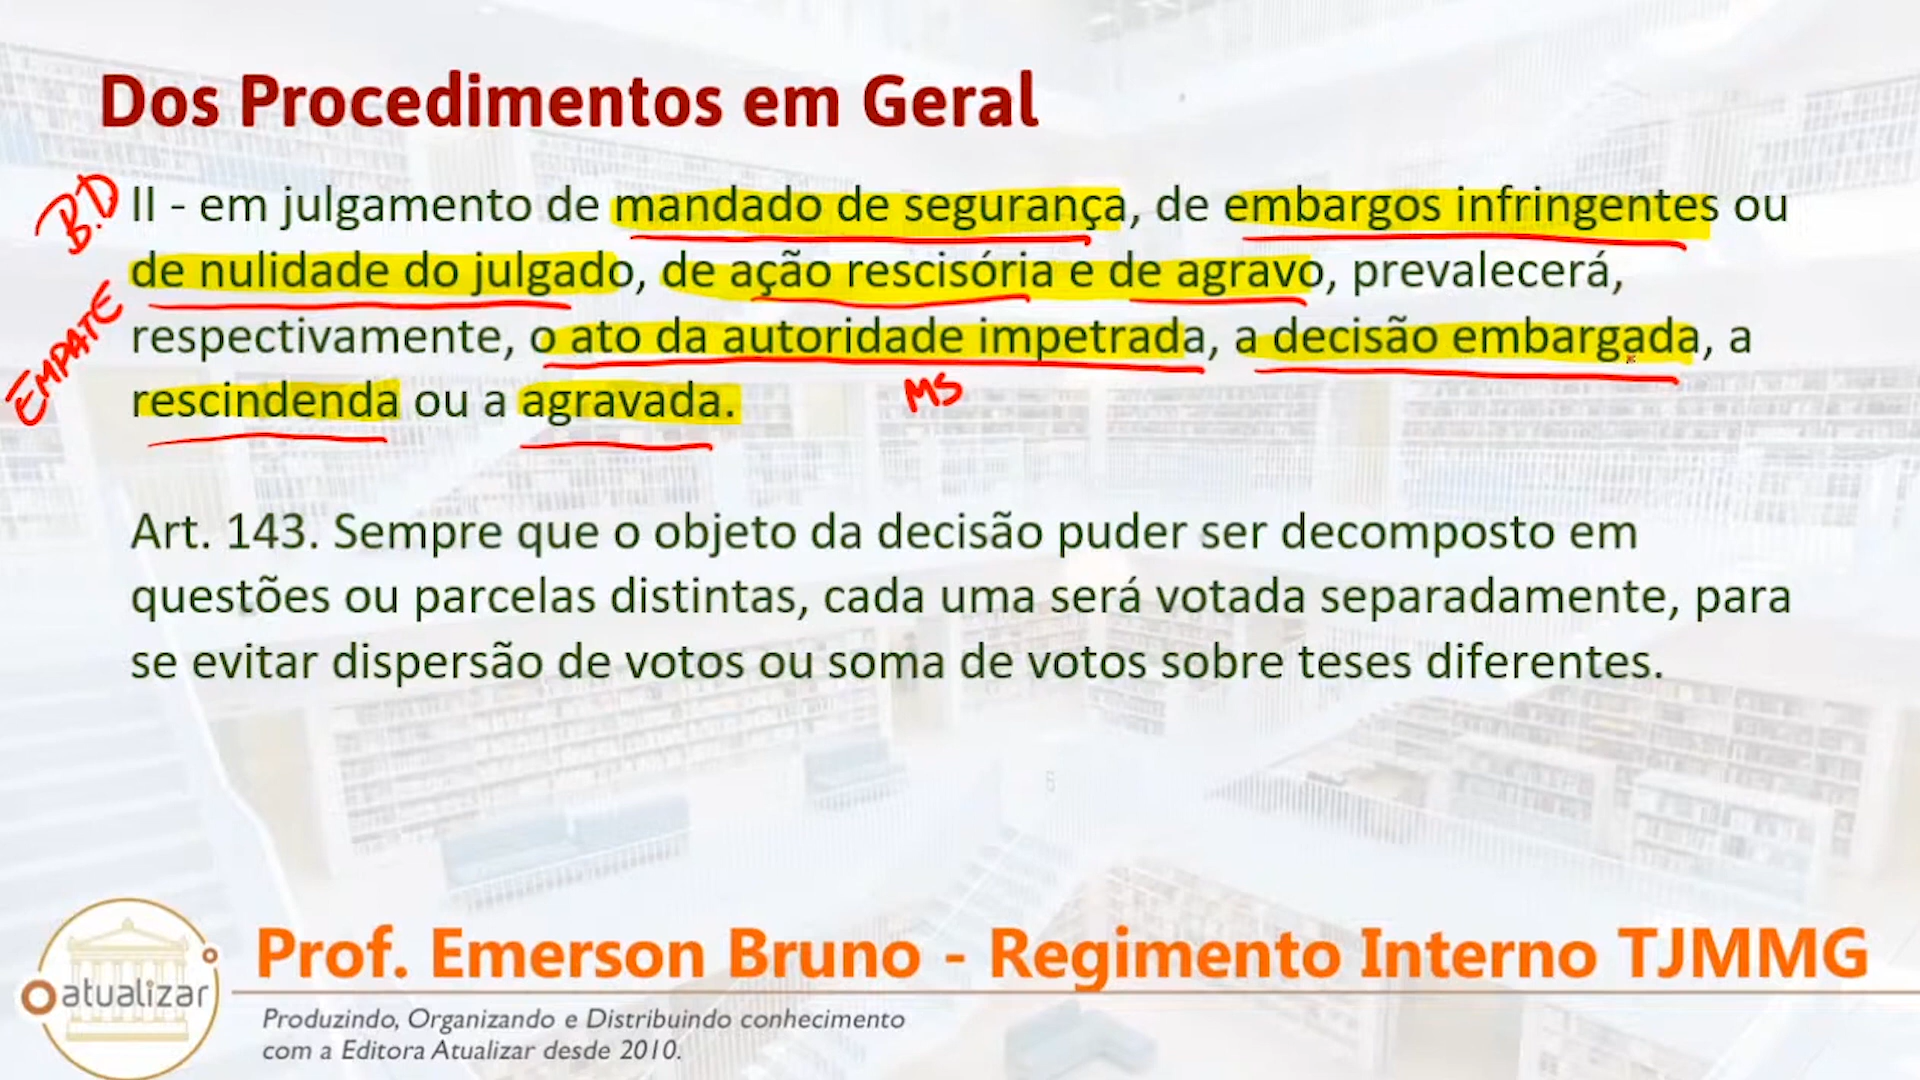 Dos Procedimentos em Geral
B.D
II - em julgamento de mandado de segurança, de embargos infringentes ou
de nulidade do julgado, de ação rescisória e de agravo, prevalecerá,
EMPATE
respectivamente, o ato da autoridade impetrada, a decisão embargada, a
rescindenda ou a agravada.
MS
Art. 143. Sempre que o objeto da decisão puder ser decomposto em
questões ou parcelas distintas, cada uma será votada separadamente, para
se evitar dispersão de votos ou soma de votos sobre teses diferentes.
6
atualizar
Prof. Emerson Bruno - Regimento Interno TJMMG
Produzindo, Organizando e Distribuindo conhecimento
com a Editora Atualizar desde 2010.